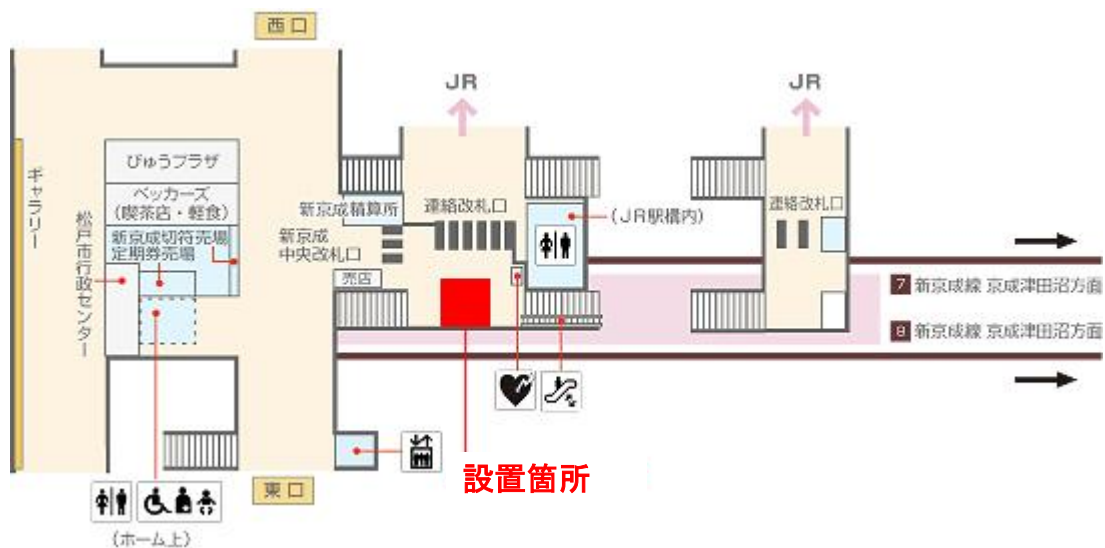 西口
JR
JR
びゅうプラザ
ベッカーズ
(喫茶店・軽食)
新京成切符売場
定期券売場
ギャラリー
松戸市行政センター
新京成精算所
新京成
中央改札口
連絡改札口
(JR駅構内)
連絡改札口
売店
7 新京成線 京成津田沼方面
8 新京成線 京成津田沼方面
設置箇所
東口
(ホーム上)